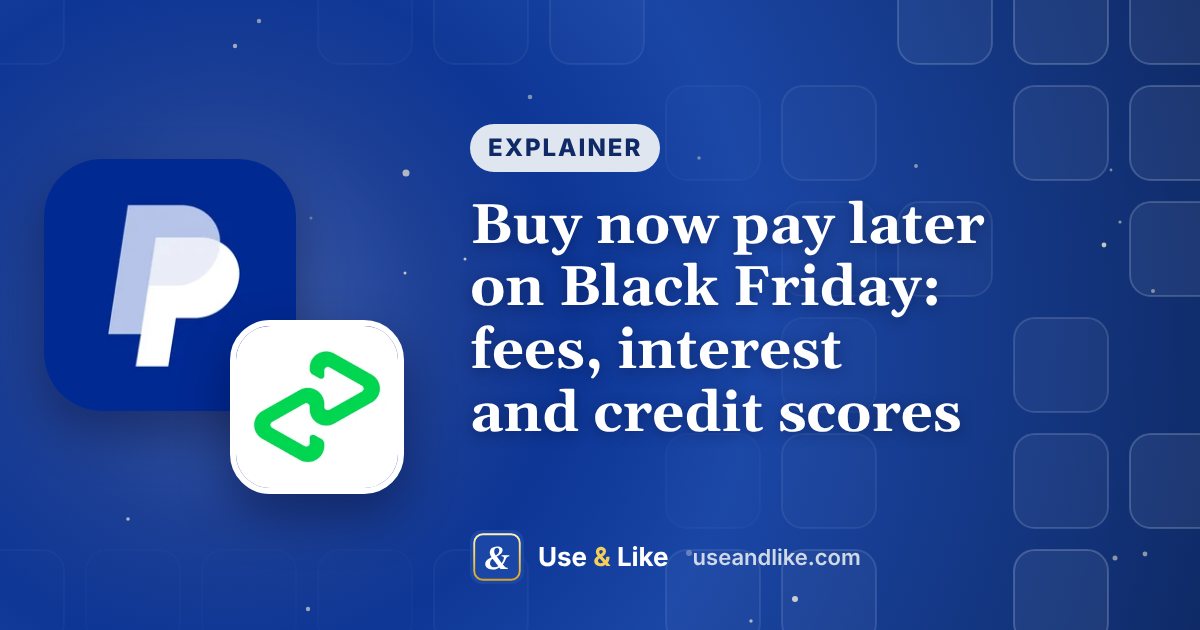 EXPLAINER
Buy now pay later
on Black Friday:
fees, interest
and credit scores
& Use & Like useandlike.com